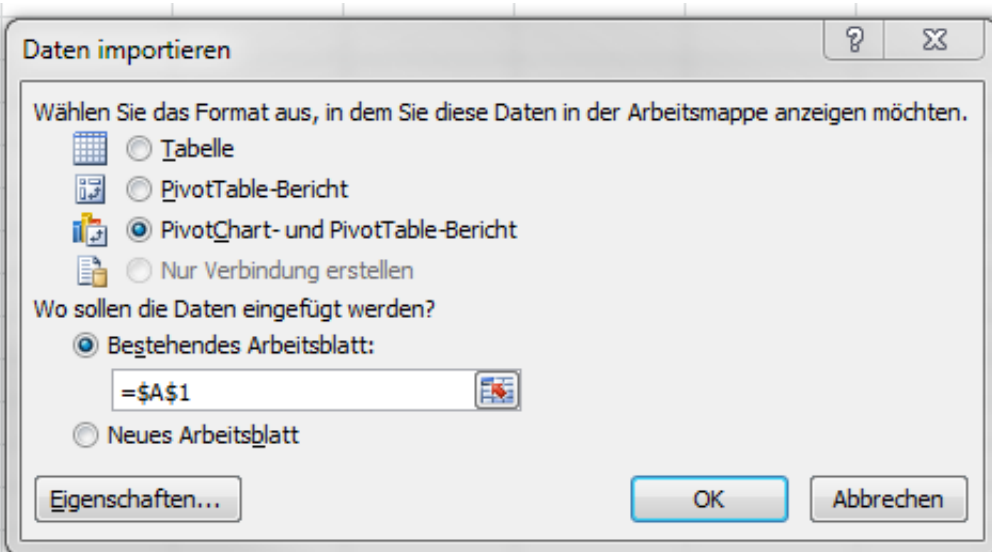 Daten importieren
Wählen Sie das Format aus, in dem Sie diese Daten in der Arbeitsmappe anzeigen möchten.
Tabelle
PivotTable-Bericht
PivotChart- und PivotTable-Bericht
Nur Verbindung erstellen
Wo sollen die Daten eingefügt werden?
Bestehendes Arbeitsblatt:
=$A$1
Neues Arbeitsblatt
Eigenschaften... OK Abbrechen